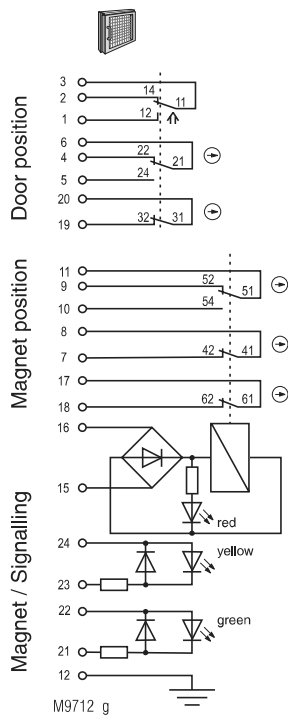 Door position
3
2 14
11
1 12
6
4 22
21
5 24
20
19 32 31
Magnet position
11
9 52
51
10 54
8
7 42 41
17
18 62 61
Magnet / Signalling
16
15
red
24
yellow
23
22
green
21
12
M9712 g